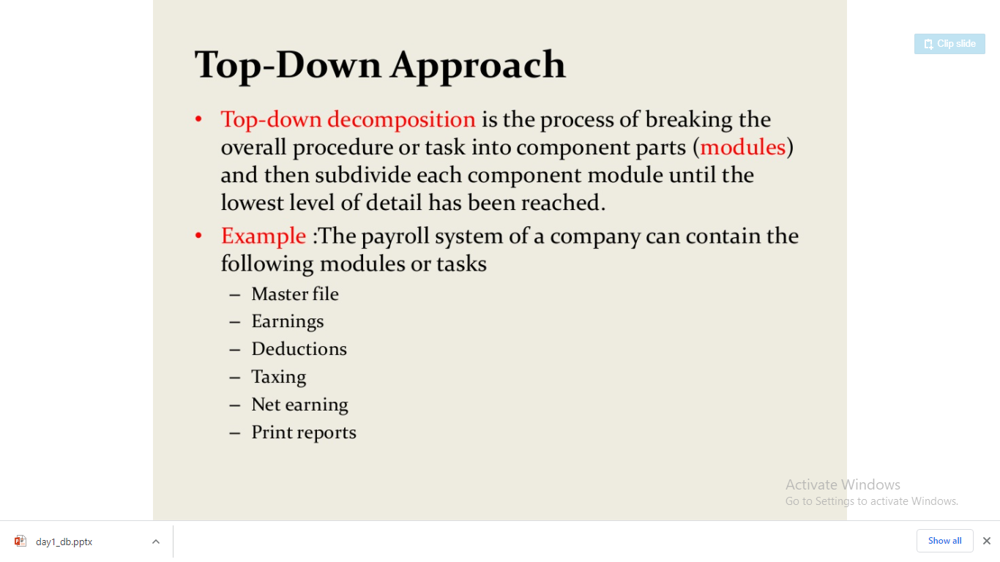 Clip slide
Top-Down Approach
• Top-down decomposition is the process of breaking the
overall procedure or task into component parts (modules)
and then subdivide each component module until the
lowest level of detail has been reached.
• Example :The payroll system of a company can contain the
following modules or tasks
– Master file
– Earnings
– Deductions
– Taxing
– Net earning
– Print reports
Activate Windows
Go to Settings to activate Windows.
day1_db.pptx
Show all